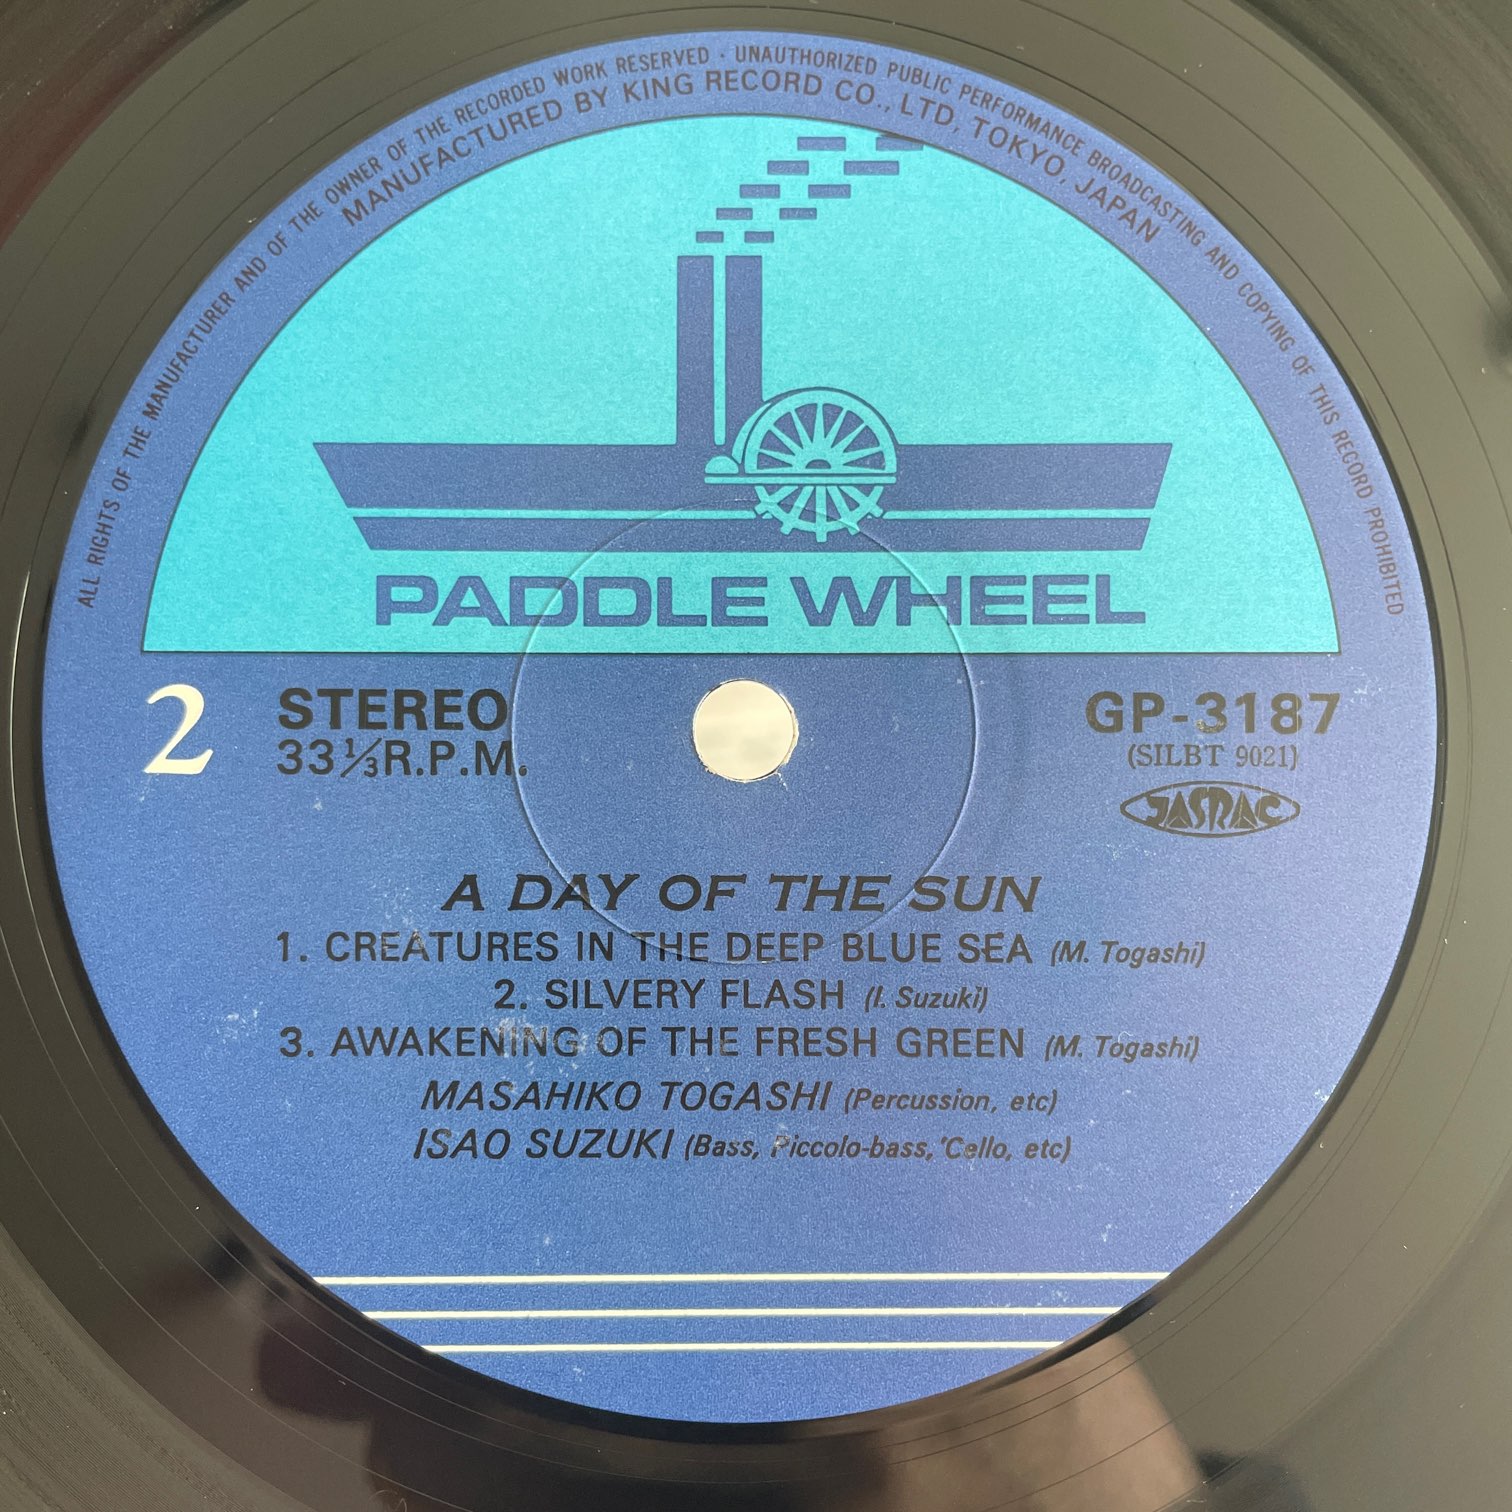 ALL RIGHTS OF THE MANUFACTURER AND OF THE OWNER OF THE RECORDED WORK RESERVED · UNAUTHORIZED PUBLIC PERFORMANCE BROADCASTING AND COPYING OF THIS RECORD PROHIBITED
MANUFACTURED BY KING RECORD CO., LTD, TOKYO, JAPAN
PADDLE WHEEL
2
STEREO
33⅓R.P.M.
GP-3187
(SILBT 9021)
JASRAC
A DAY OF THE SUN
1. CREATURES IN THE DEEP BLUE SEA (M. Togashi)
2. SILVERY FLASH (I. Suzuki)
3. AWAKENING OF THE FRESH GREEN (M. Togashi)
MASAHIKO TOGASHI (Percussion, etc)
ISAO SUZUKI (Bass, Piccolo-bass, 'Cello, etc)